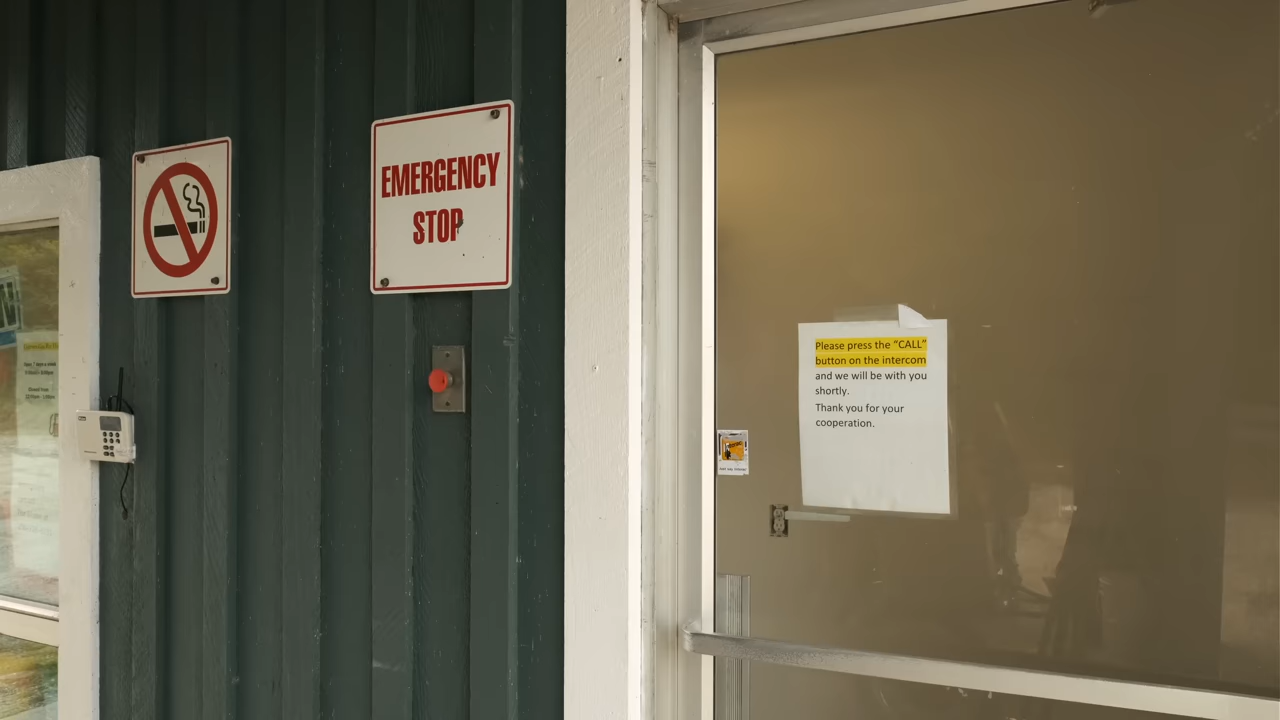 EMERGENCY
STOP
Please press the “CALL”
button on the intercom
and we will be with you
shortly.
Thank you for your
cooperation.